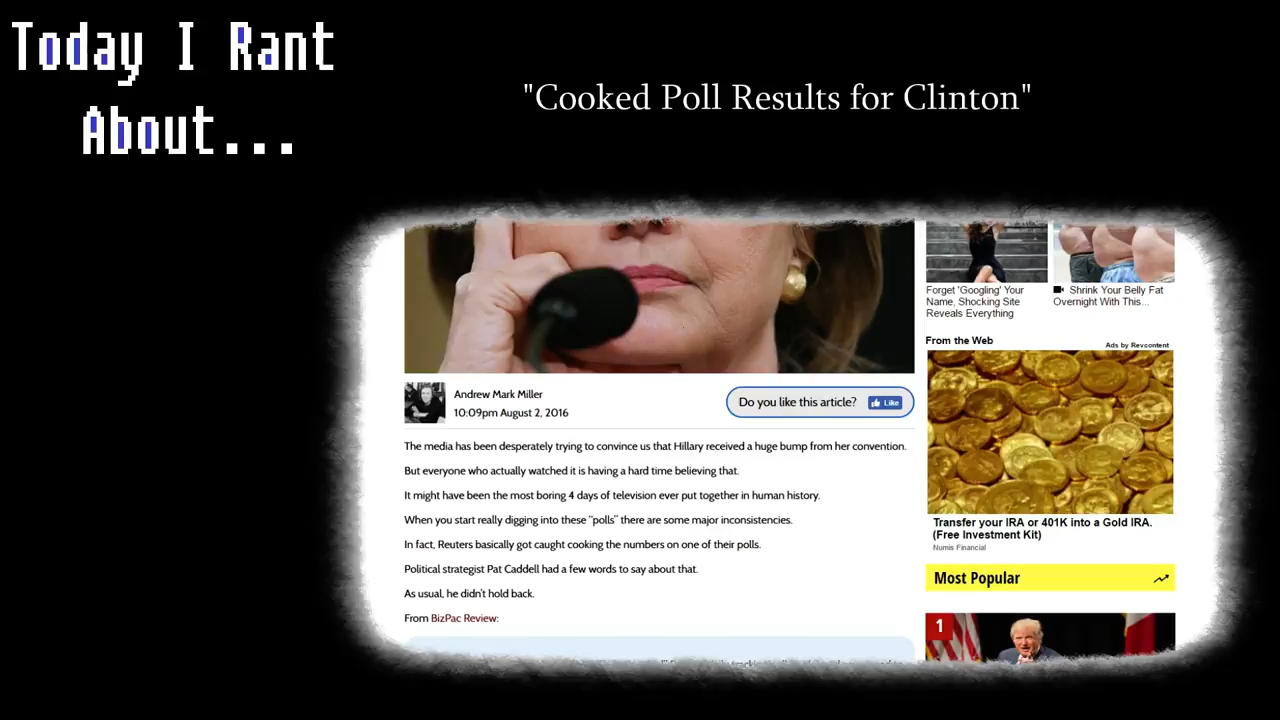 Today I Rant
About...
"Cooked Poll Results for Clinton"
Andrew Mark Miller
10:09pm August 2, 2016
Do you like this article? Like
The media has been desperately trying to convince us that Hillary received a huge bump from her convention.
But everyone who actually watched it is having a hard time believing that.
It might have been the most boring 4 days of television ever put together in human history.
When you start really digging into these "polls" there are some major inconsistencies.
In fact, Reuters basically got caught cooking the numbers on one of their polls.
Political strategist Pat Caddell had a few words to say about that.
As usual, he didn't hold back.
From BizPac Review:
Forget 'Googling' Your
Name, Shocking Site
Reveals Everything
Shrink Your Belly Fat
Overnight With This...
From the Web
Ads by Revcontent
Transfer your IRA or 401K into a Gold IRA.
(Free Investment Kit)
Numis Financial
Most Popular
1